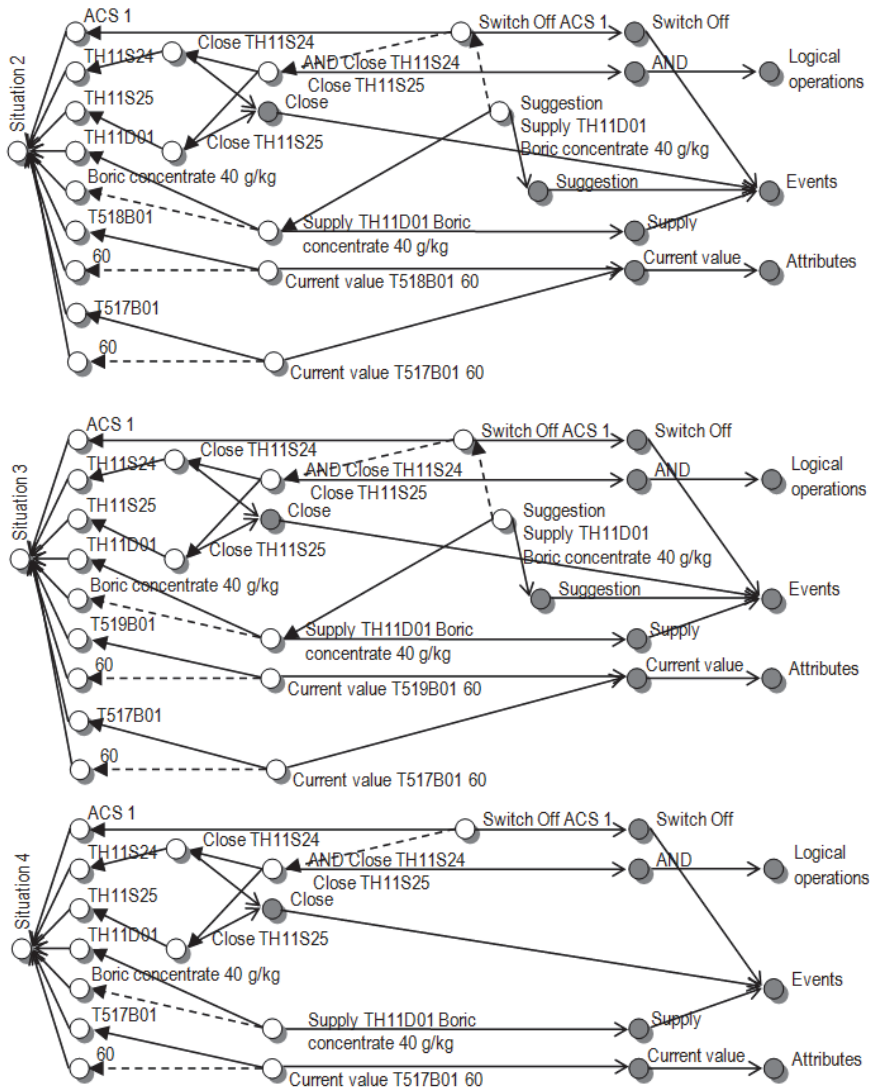 ACS 1
Switch Off ACS 1
Switch Off
Close TH11S24
TH11S24
AND Close TH11S24
Close TH11S25
AND
Logical
operations
Situation 2
TH11S25
Close
Suggestion
Supply TH11D01
Boric concentrate 40 g/kg
TH11D01
Close TH11S25
Boric concentrate 40 g/kg
Suggestion
Events
T518B01
Supply TH11D01 Boric
concentrate 40 g/kg
Supply
60
Current value T518B01 60
Current value
Attributes
T517B01
60
Current value T517B01 60
ACS 1
Switch Off ACS 1
Switch Off
Close TH11S24
TH11S24
AND Close TH11S24
Close TH11S25
AND
Logical
operations
Situation 3
TH11S25
Close
Suggestion
Supply TH11D01
Boric concentrate 40 g/kg
TH11D01
Close TH11S25
Boric concentrate 40 g/kg
Suggestion
Events
T519B01
Supply TH11D01 Boric
concentrate 40 g/kg
Supply
60
Current value T519B01 60
Current value
Attributes
T517B01
60
Current value T517B01 60
ACS 1
Switch Off ACS 1
Switch Off
Close TH11S24
TH11S24
AND Close TH11S24
Close TH11S25
AND
Logical
operations
Situation 4
TH11S25
Close
TH11D01
Close TH11S25
Boric concentrate 40 g/kg
Events
T517B01
Supply TH11D01 Boric
concentrate 40 g/kg
Supply
60
Current value T517B01 60
Current value
Attributes